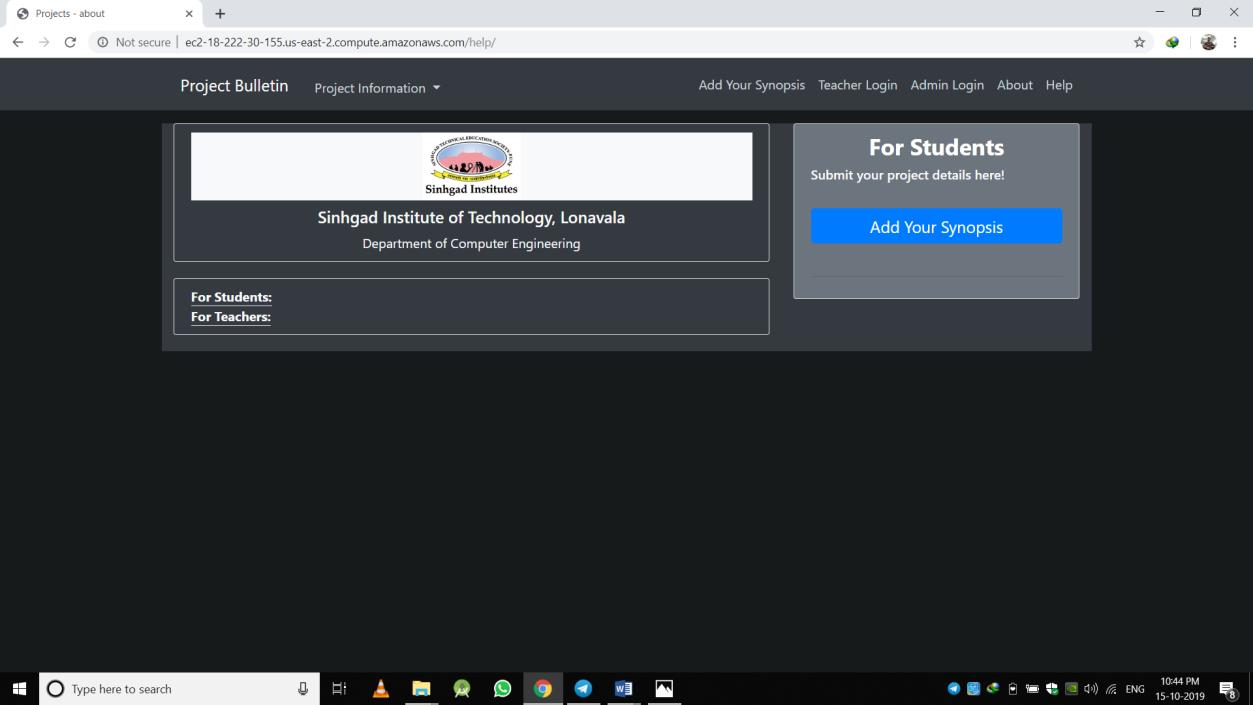 Projects - about
Not secure
ec2-18-222-30-155.us-east-2.compute.amazonaws.com/help/
Project Bulletin
Project Information
Add Your Synopsis
Teacher Login
Admin Login
About
Help
Sinhgad Institutes
Sinhgad Institute of Technology, Lonavala
Department of Computer Engineering
For Students:
For Teachers:
For Students
Submit your project details here!
Add Your Synopsis
Type here to search
ENG
10:44 PM
15-10-2019
8